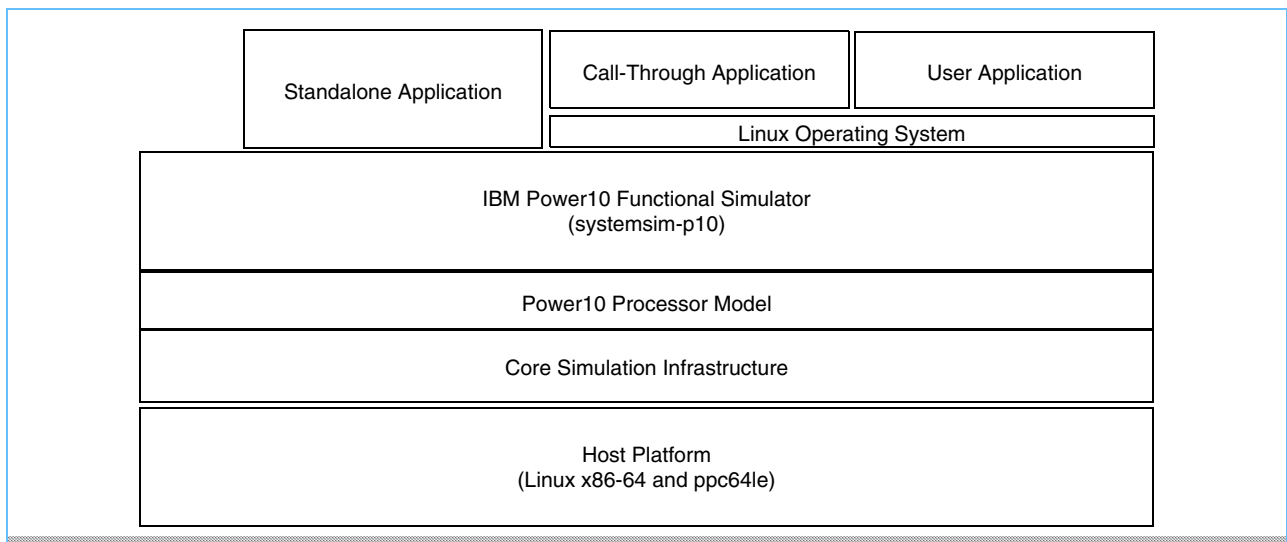 Standalone Application
Call-Through Application
User Application
Linux Operating System
IBM Power10 Functional Simulator
(systemsim-p10)
Power10 Processor Model
Core Simulation Infrastructure
Host Platform
(Linux x86-64 and ppc64le)